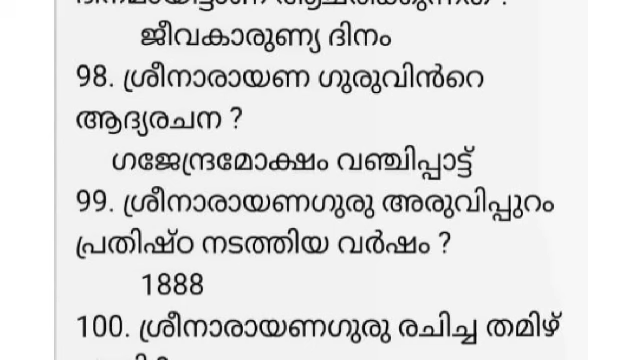 ജീവകാരുണ്യ ദിനം
98. ശ്രീനാരായണ ഗുരുവിൻറെ
ആദ്യരചന ?
ഗജേന്ദ്രമോക്ഷം വഞ്ചിപ്പാട്ട്
99. ശ്രീനാരായണഗുരു അരുവിപ്പുറം
പ്രതിഷ്ഠ നടത്തിയ വർഷം ?
1888
100. ശ്രീനാരായണഗുരു രചിച്ച തമിഴ്